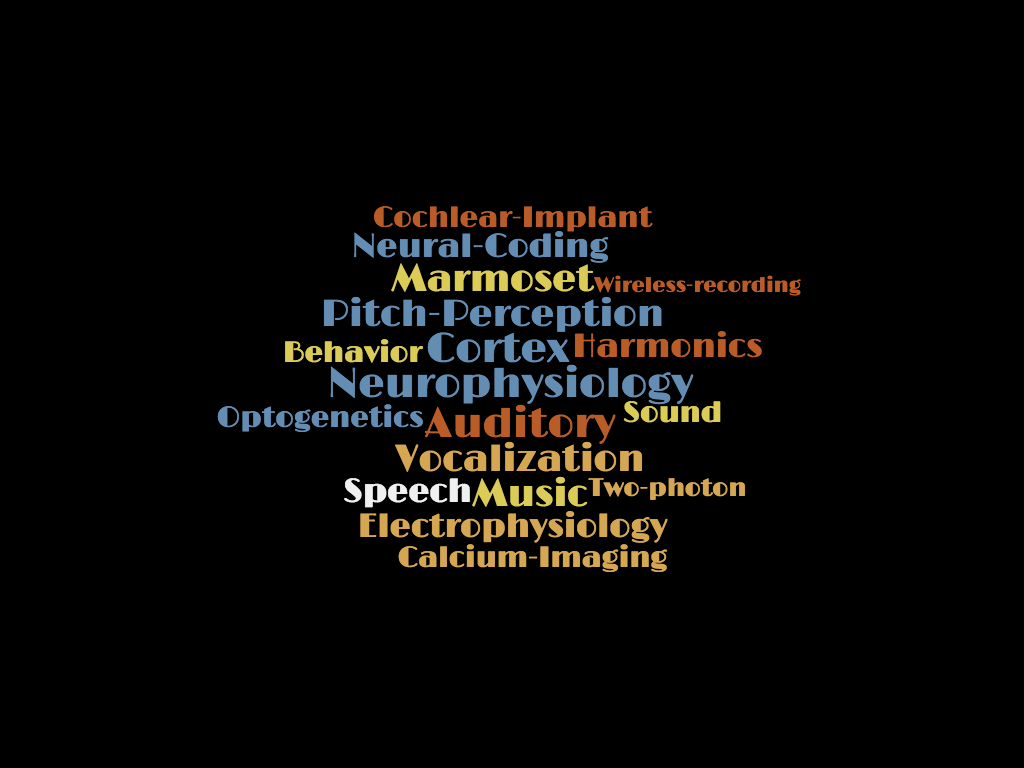 Cochlear-Implant
Neural-Coding
Marmoset Wireless-recording
Pitch-Perception
Behavior Cortex Harmonics
Neurophysiology
Optogenetics Auditory Sound
Vocalization
Speech Music Two-photon
Electrophysiology
Calcium-Imaging